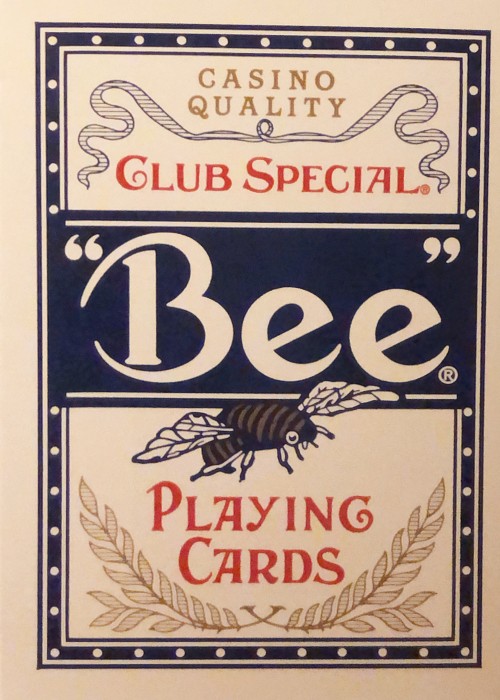 CASINO
QUALITY
CLUB SPECIAL®
“Bee”®
PLAYING
CARDS